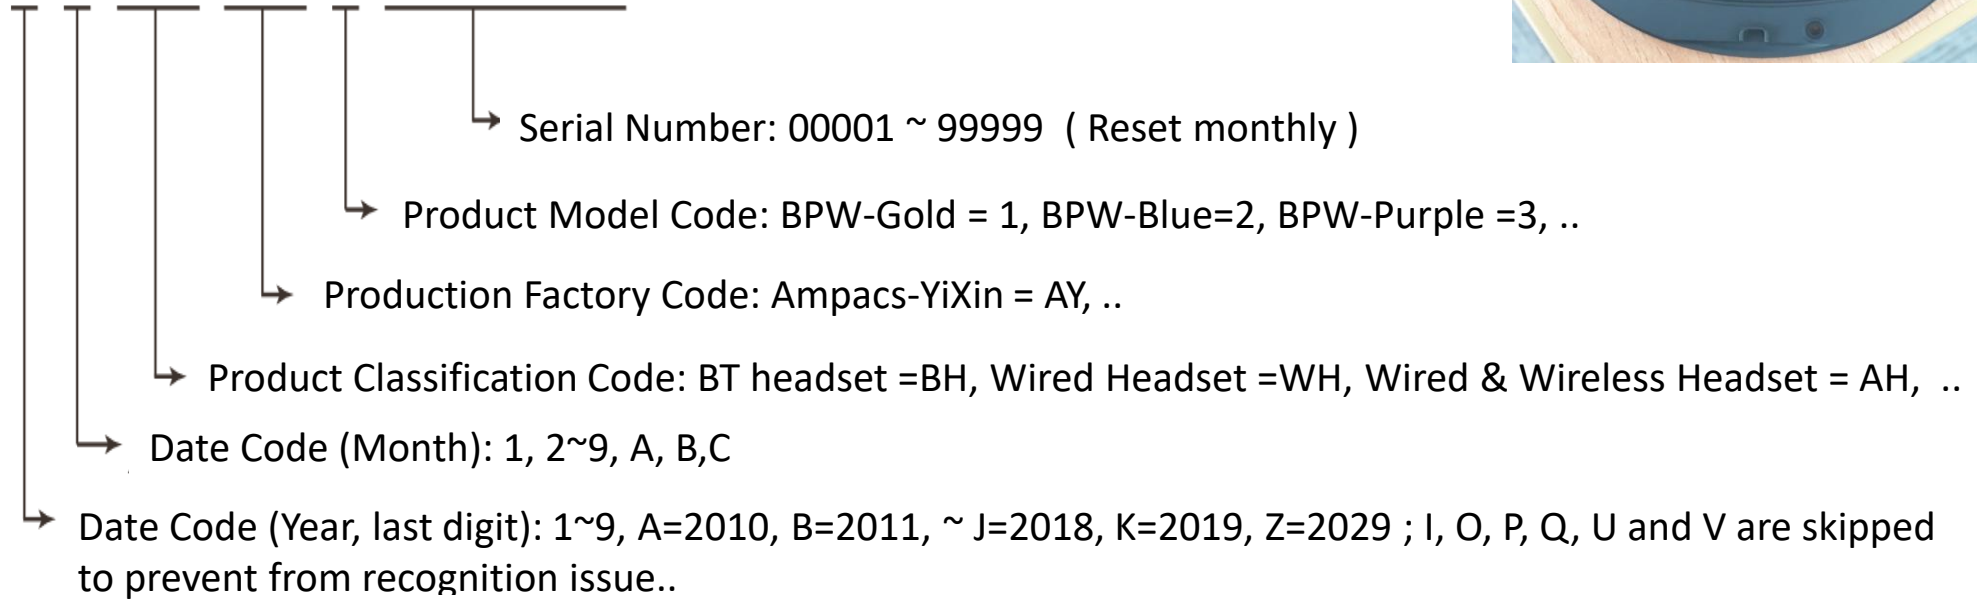 Serial Number: 00001 ~ 99999 ( Reset monthly )
Product Model Code: BPW-Gold = 1, BPW-Blue=2, BPW-Purple =3, ..
Production Factory Code: Ampacs-YiXin = AY, ..
Product Classification Code: BT headset =BH, Wired Headset =WH, Wired & Wireless Headset = AH, ..
Date Code (Month): 1, 2~9, A, B,C
Date Code (Year, last digit): 1~9, A=2010, B=2011, ~ J=2018, K=2019, Z=2029 ; I, O, P, Q, U and V are skipped
to prevent from recognition issue..